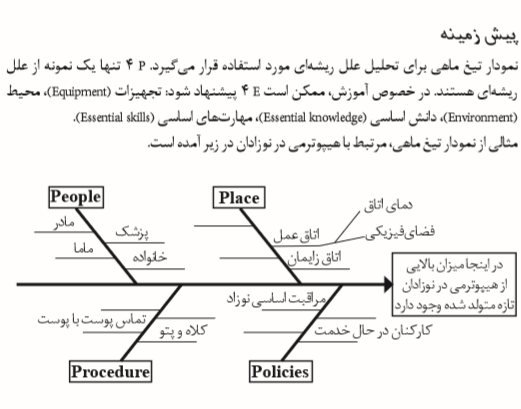 پیش زمینه
نمودار تیغ ماهی برای تحلیل علل ریشه‌ای مورد استفاده قرار می‌گیرد. ۴ P تنها یک نمونه از علل
ریشه‌ای هستند. در خصوص آموزش، ممکن است ۴ E پیشنهاد شود: تجهیزات (Equipment)، محیط
(Environment)، دانش اساسی (Essential knowledge)، مهارت‌های اساسی (Essential skills).
مثالی از نمودار تیغ ماهی، مرتبط با هیپوترمی در نوزادان در زیر آمده است.
People
Place
دمای اتاق
مادر
پزشک
اتاق عمل
فضای فیزیکی
ماما
خانواده
اتاق زایمان
در اینجا میزان بالایی
از هیپوترمی در نوزادان
تازه متولد شده وجود دارد
مراقبت اساسی نوزاد
تماس پوست با پوست
کلاه و پتو
کارکنان در حال خدمت
Procedure
Policies